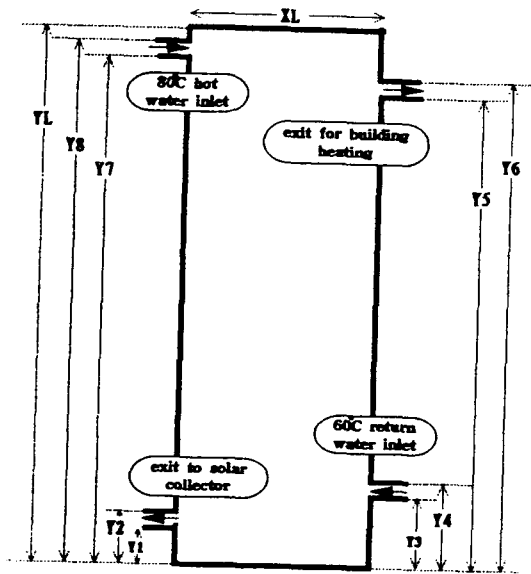 XL
80C hot
water inlet
YL
Y8
Y7
exit for building
heating
Y6
Y5
60C return
water inlet
exit to solar
collector
Y2
Y1
Y4
Y3